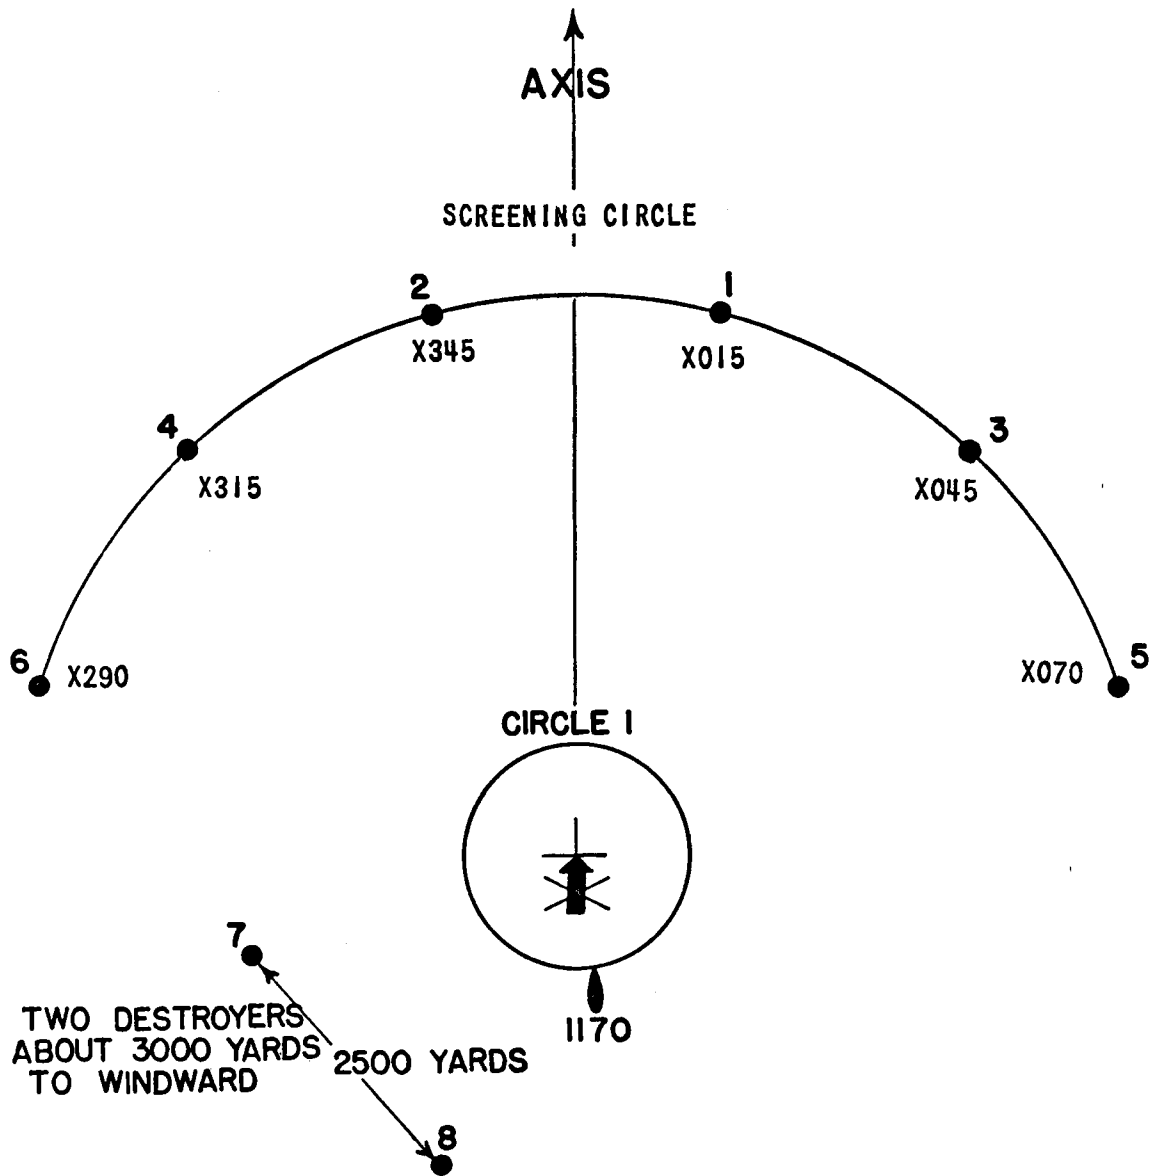 AXIS
SCREENING CIRCLE
2
1
X345
X015
4
3
X315
X045
6
X290
X070
5
CIRCLE 1
7
TWO DESTROYERS
ABOUT 3000 YARDS
TO WINDWARD
2500 YARDS
1170
8